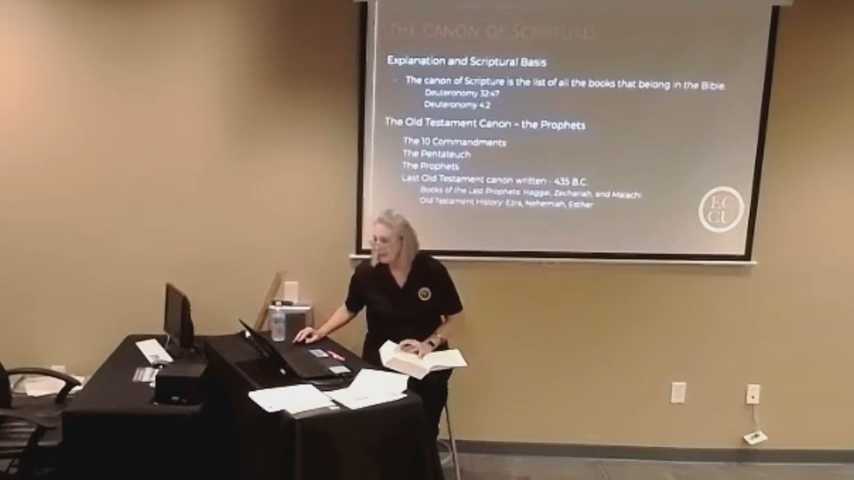 THE CANON OF SCRIPTURES
Explanation and Scriptural Basis
- The canon of Scripture is the list of all the books that belong in the Bible
Deuteronomy 32:47
Deuteronomy 4:2
The Old Testament Canon – the Prophets
The 10 Commandments
The Pentateuch
The Prophets
Last Old Testament canon written - 435 B.C.
Books of the Last Prophets: Haggai, Zechariah, and Malachi
Old Testament History: Ezra, Nehemiah, Esther
EC
CU